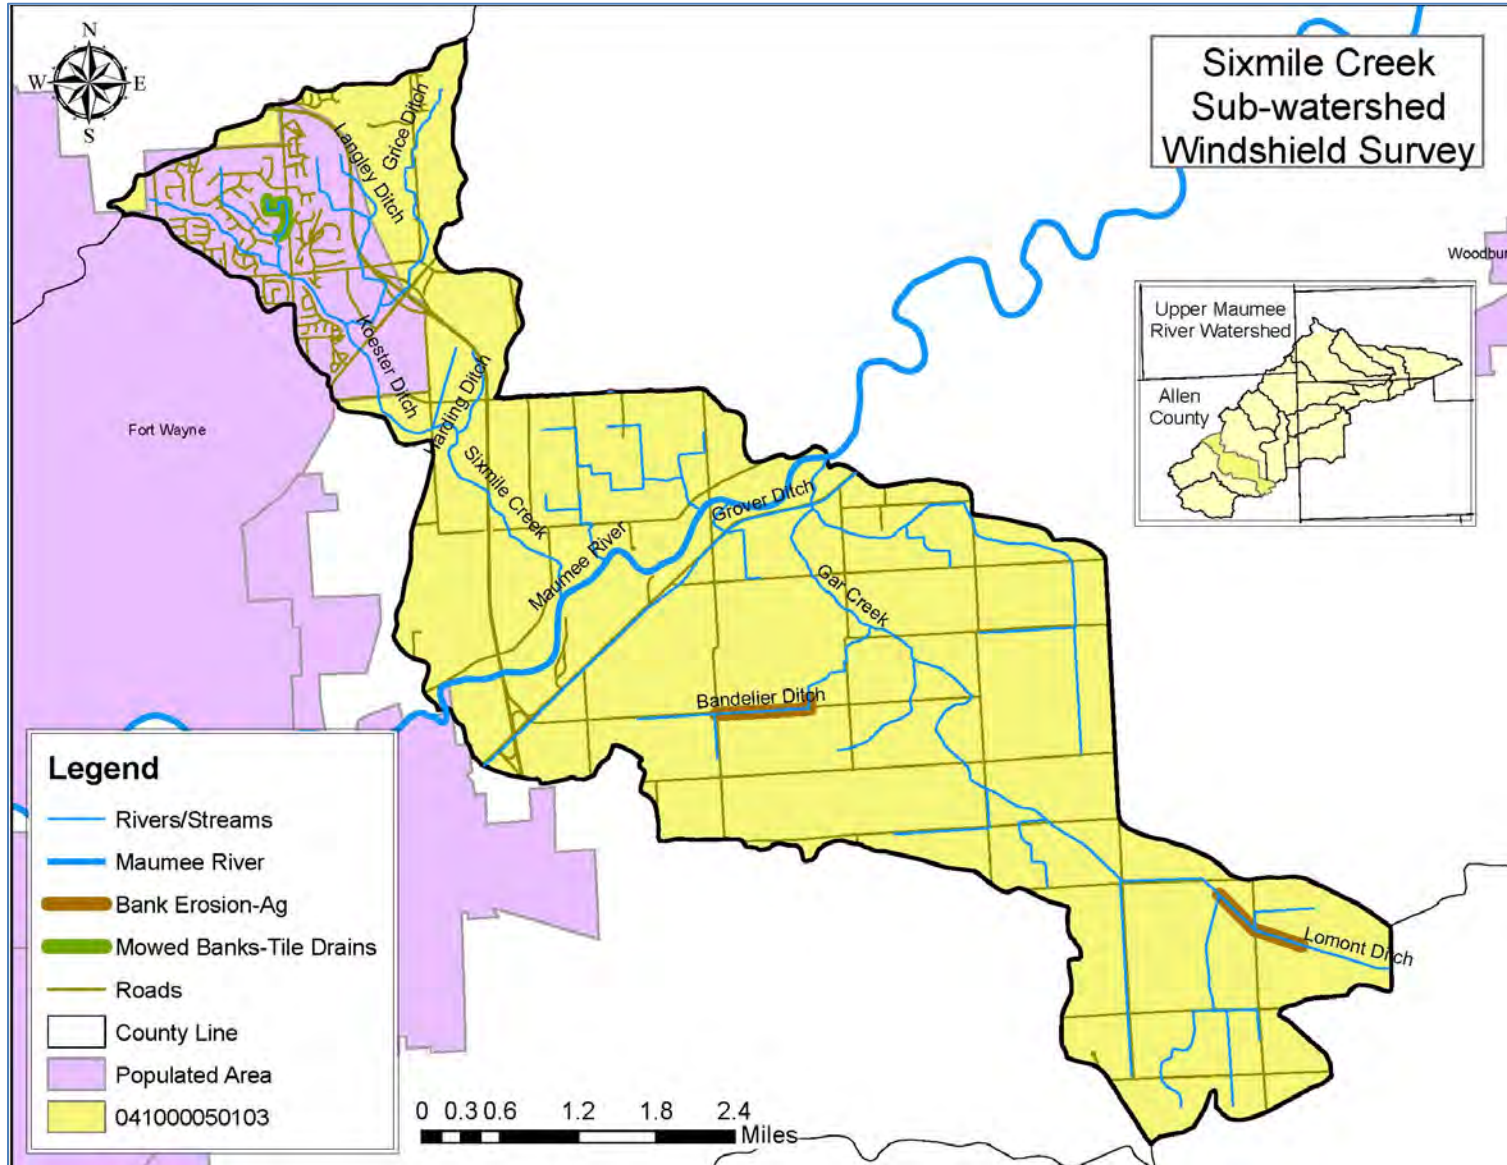 N
W E
S
Sixmile Creek
Sub-watershed
Windshield Survey
Grice Ditch
Langley Ditch
Koester Ditch
Harding Ditch
Sixmile Creek
Maumee River
Grover Ditch
Gar Creek
Bandelier Ditch
Lomont Ditch
Fort Wayne
Woodbur
Upper Maumee
River Watershed
Allen
County
Legend
Rivers/Streams
Maumee River
Bank Erosion-Ag
Mowed Banks-Tile Drains
Roads
County Line
Populated Area
041000050103
0 0.3 0.6 1.2 1.8 2.4
Miles